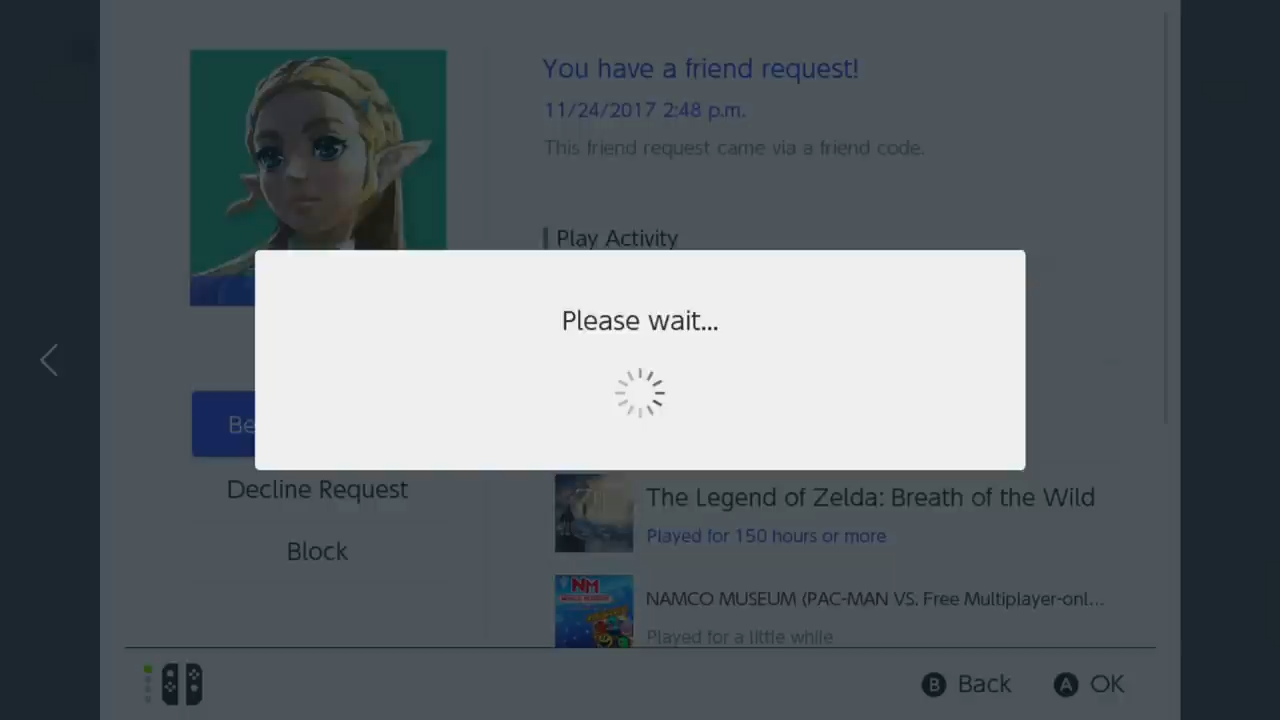 You have a friend request!
11/24/2017 2:48 p.m.
This friend request came via a friend code.
Play Activity
Please wait...
Be
Decline Request
Block
The Legend of Zelda: Breath of the Wild
Played for 150 hours or more
NM
NAMCO MUSEUM (PAC-MAN VS. Free Multiplayer-onl...
Played for a little while
B Back
A OK